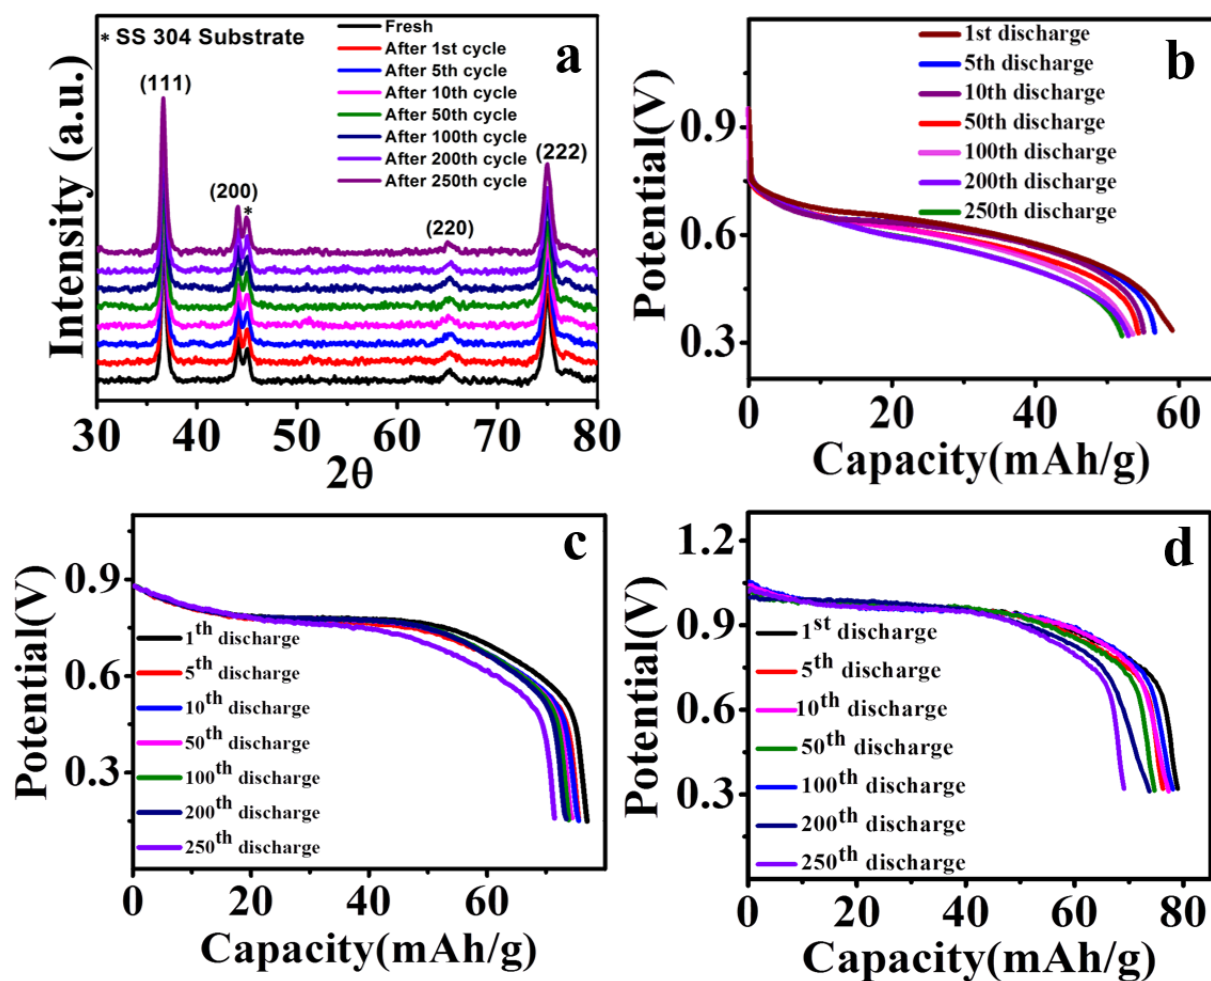 a
* SS 304 Substrate
Fresh
After 1st cycle
After 5th cycle
After 10th cycle
After 50th cycle
After 100th cycle
After 200th cycle
After 250th cycle
(111)
(200)
*
(220)
(222)
Intensity (a.u.)
30 40 50 60 70 80
2θ
b
1st discharge
5th discharge
10th discharge
50th discharge
100th discharge
200th discharge
250th discharge
Potential(V)
0.9
0.6
0.3
0 20 40 60
Capacity(mAh/g)
c
Potential(V)
0.9
0.6
0.3
1th discharge
5th discharge
10th discharge
50th discharge
100th discharge
200th discharge
250th discharge
0 20 40 60
Capacity(mAh/g)
d
Potential(V)
1.2
0.9
0.6
0.3
1st discharge
5th discharge
10th discharge
50th discharge
100th discharge
200th discharge
250th discharge
0 20 40 60 80
Capacity(mAh/g)